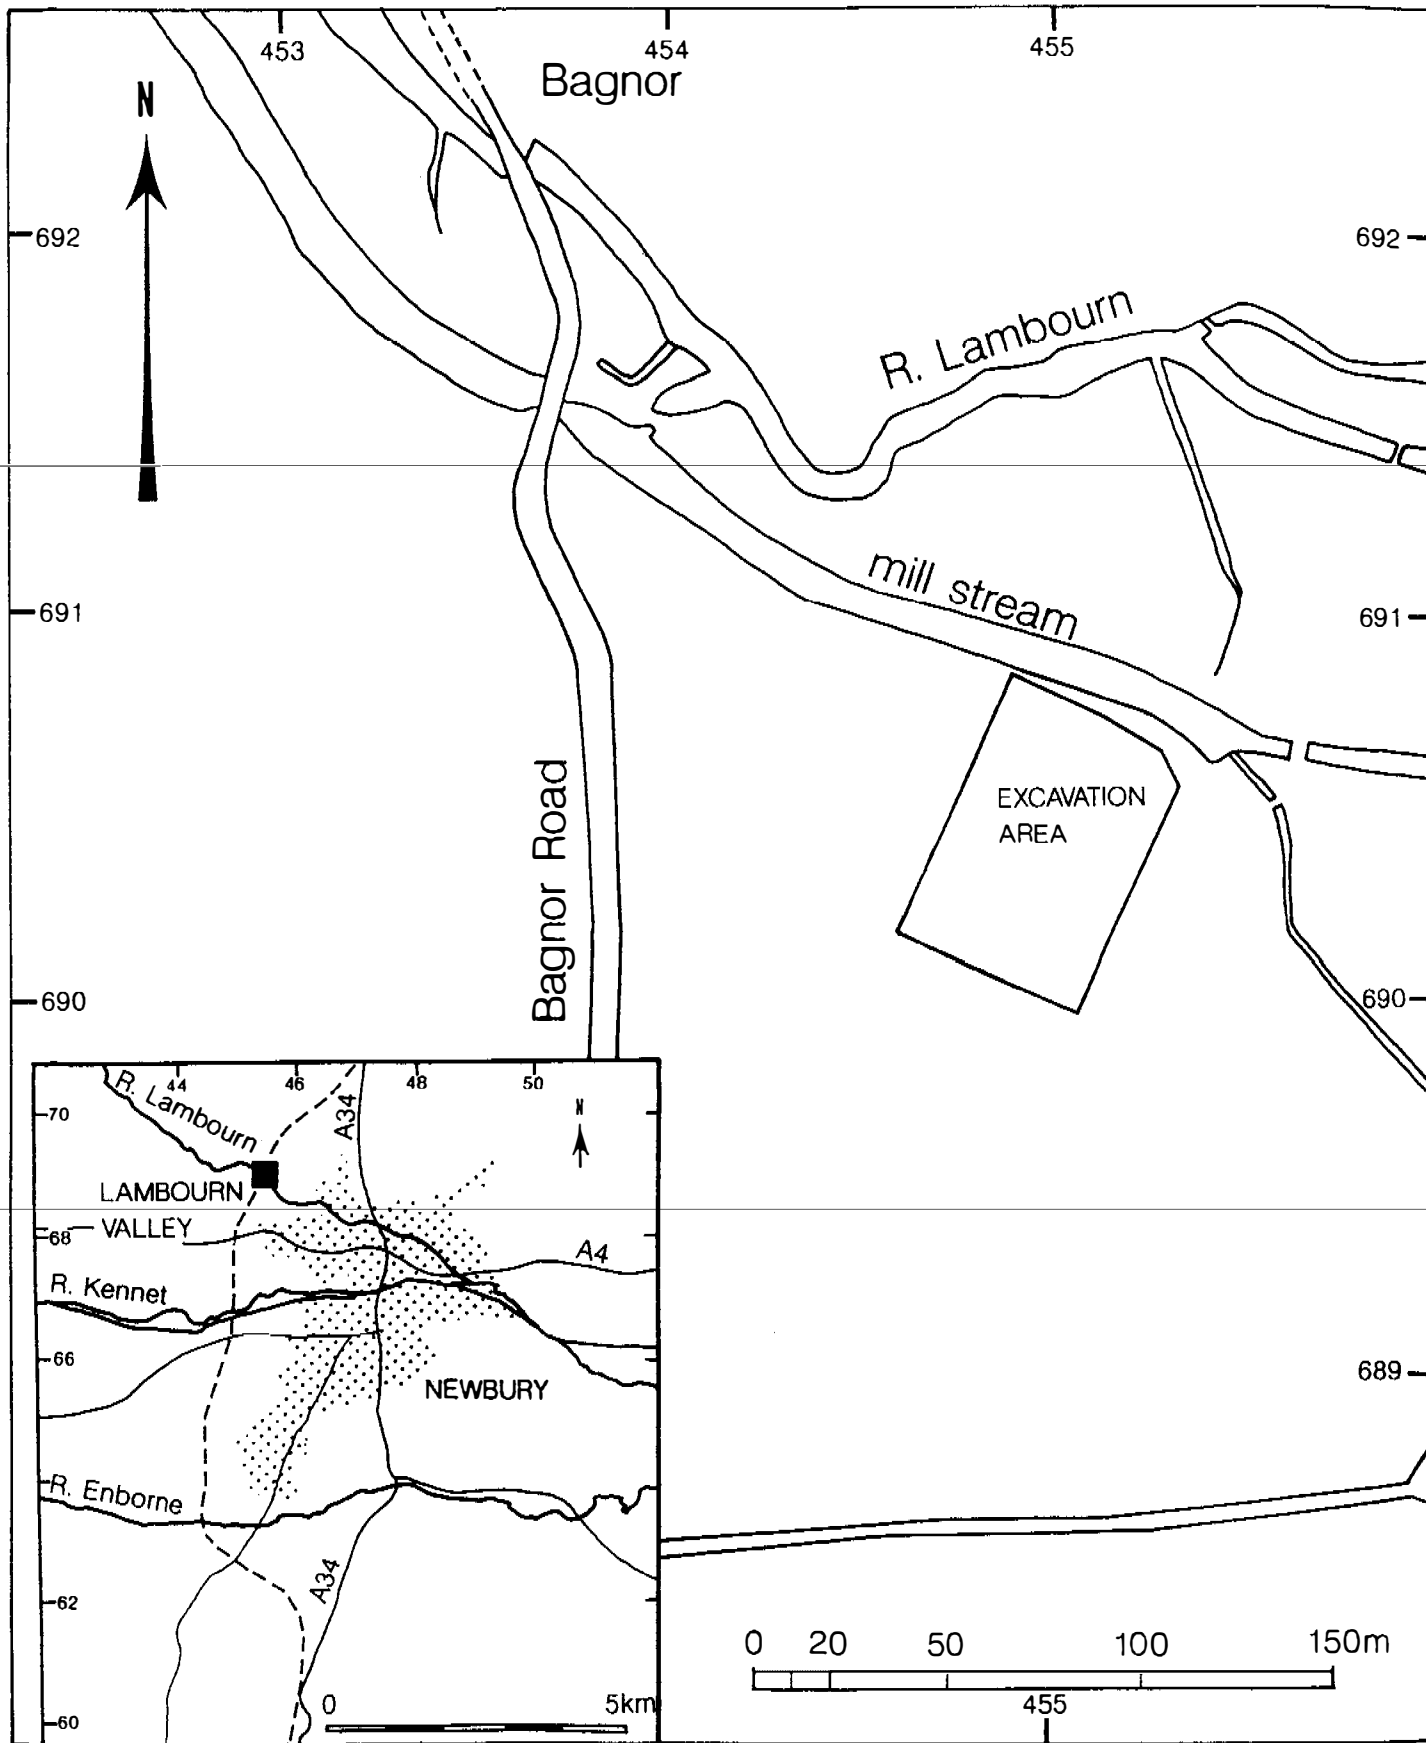 453
454
455
Bagnor
N
692
692
R. Lambourn
mill stream
691
691
EXCAVATION
AREA
Bagnor Road
690
690
44
46
48
50
R. Lambourn
A34
N
70
LAMBOURN
VALLEY
68
A4
R. Kennet
66
NEWBURY
689
R. Enborne
A34
62
0
5km
60
0
20
50
100
150m
455